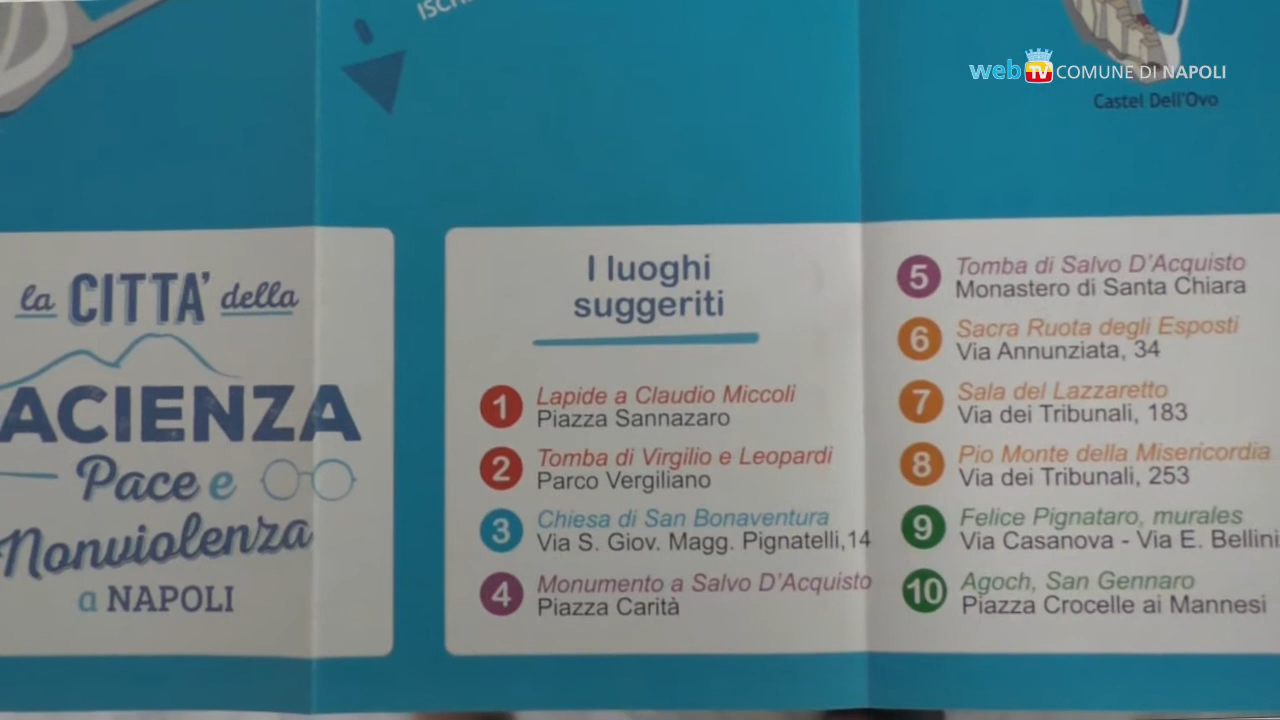 web TV COMUNE DI NAPOLI
Castel Dell'Ovo
la CITTA' della
ACIENZA
Pace e
Nonviolenza
a NAPOLI
I luoghi
suggeriti
1 Lapide a Claudio Miccoli
Piazza Sannazaro
2 Tomba di Virgilio e Leopardi
Parco Vergiliano
3 Chiesa di San Bonaventura
Via S. Giov. Magg. Pignatelli,14
4 Monumento a Salvo D'Acquisto
Piazza Carità
5 Tomba di Salvo D'Acquisto
Monastero di Santa Chiara
6 Sacra Ruota degli Esposti
Via Annunziata, 34
7 Sala del Lazzaretto
Via dei Tribunali, 183
8 Pio Monte della Misericordia
Via dei Tribunali, 253
9 Felice Pignataro, murales
Via Casanova - Via E. Bellini
10 Agoch, San Gennaro
Piazza Crocelle ai Mannesi